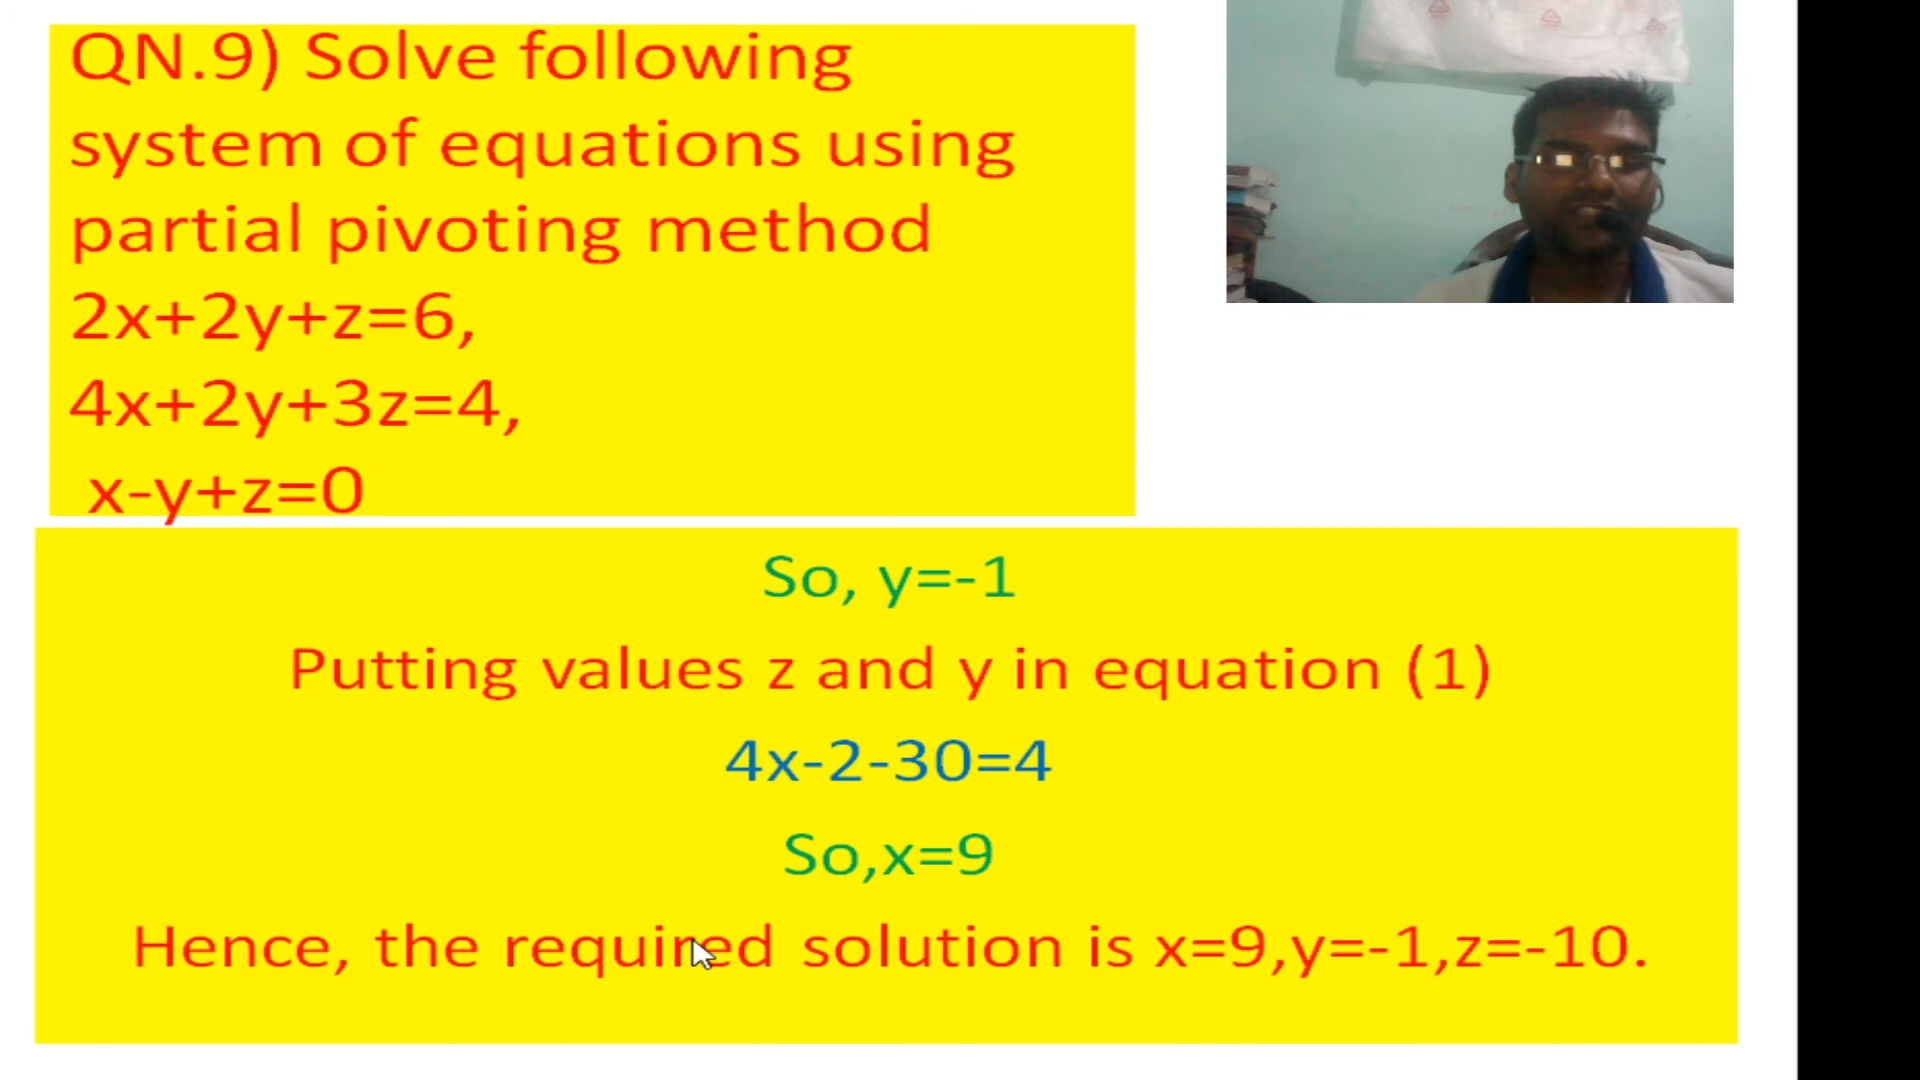 QN.9) Solve following
system of equations using
partial pivoting method
2x+2y+z=6,
4x+2y+3z=4,
x-y+z=0
So, y=-1
Putting values z and y in equation (1)
4x-2-30=4
So,x=9
Hence, the required solution is x=9,y=-1,z=-10.